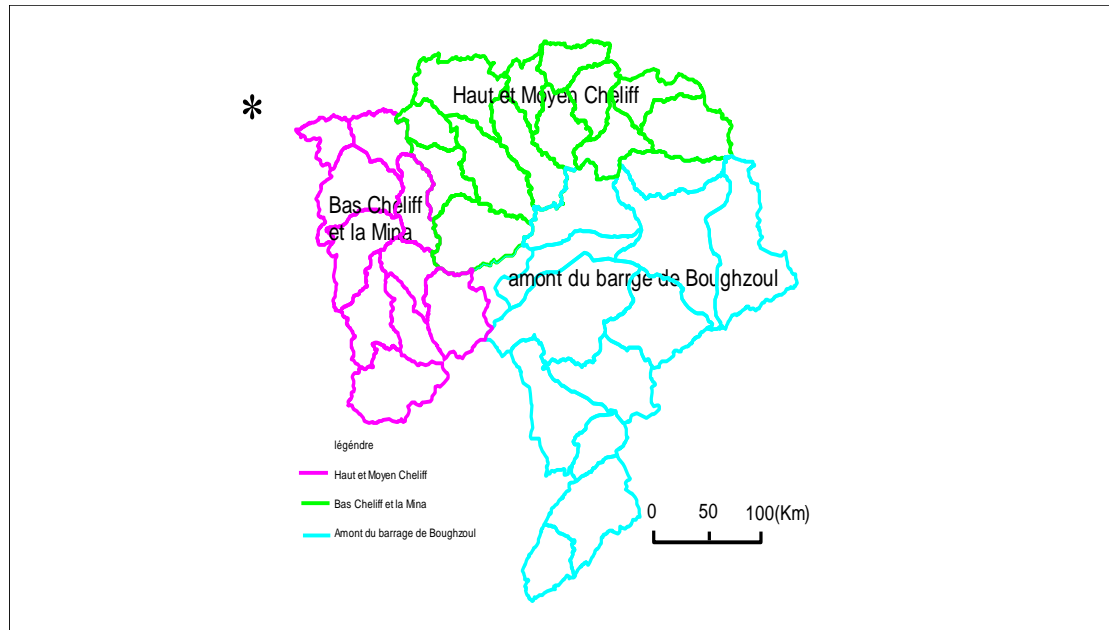 Haut et Moyen Cheliff
*
Bas Cheliff
et la Mina
amont du barrge de Boughzoul
légéndre
Haut et Moyen Cheliff
Bas Cheliff et la Mina
Amont du barrage de Boughzoul
0 50 100(Km)